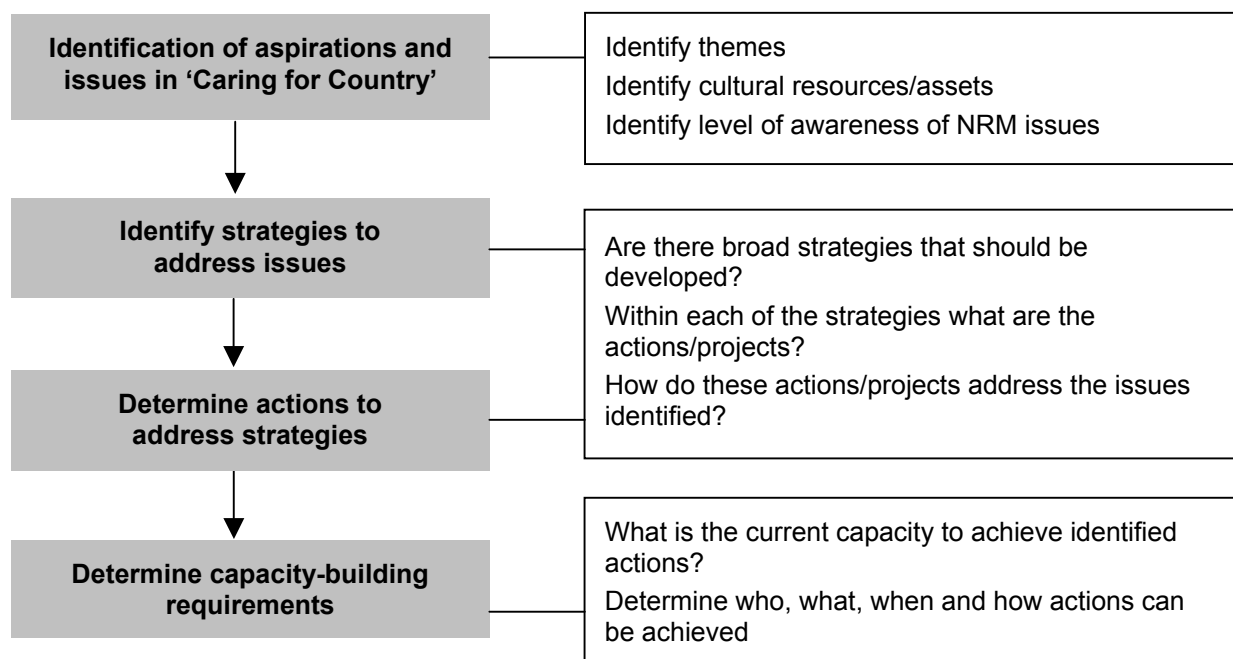 Identification of aspirations and
issues in ‘Caring for Country’
Identify themes
Identify cultural resources/assets
Identify level of awareness of NRM issues
Identify strategies to
address issues
Are there broad strategies that should be
developed?
Within each of the strategies what are the
actions/projects?
How do these actions/projects address the issues
identified?
Determine actions to
address strategies
Determine capacity-building
requirements
What is the current capacity to achieve identified
actions?
Determine who, what, when and how actions can
be achieved